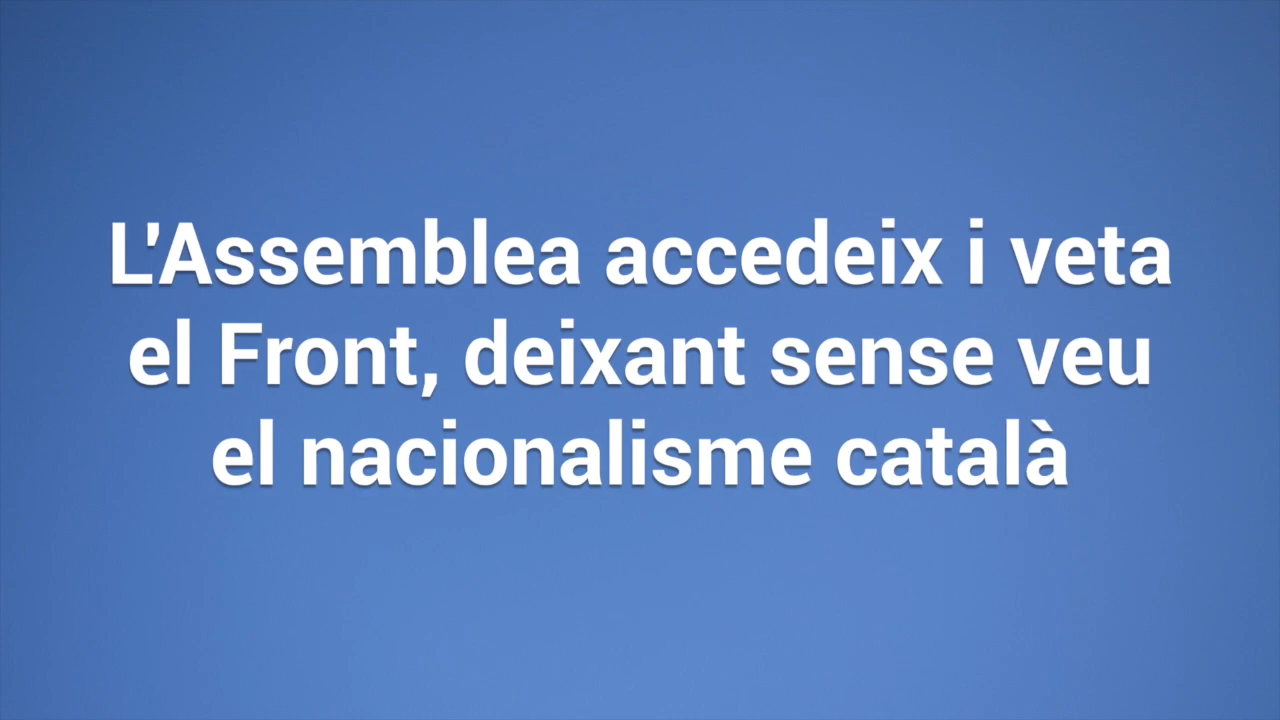 L'Assemblea accedeix i veta
el Front, deixant sense veu
el nacionalisme català